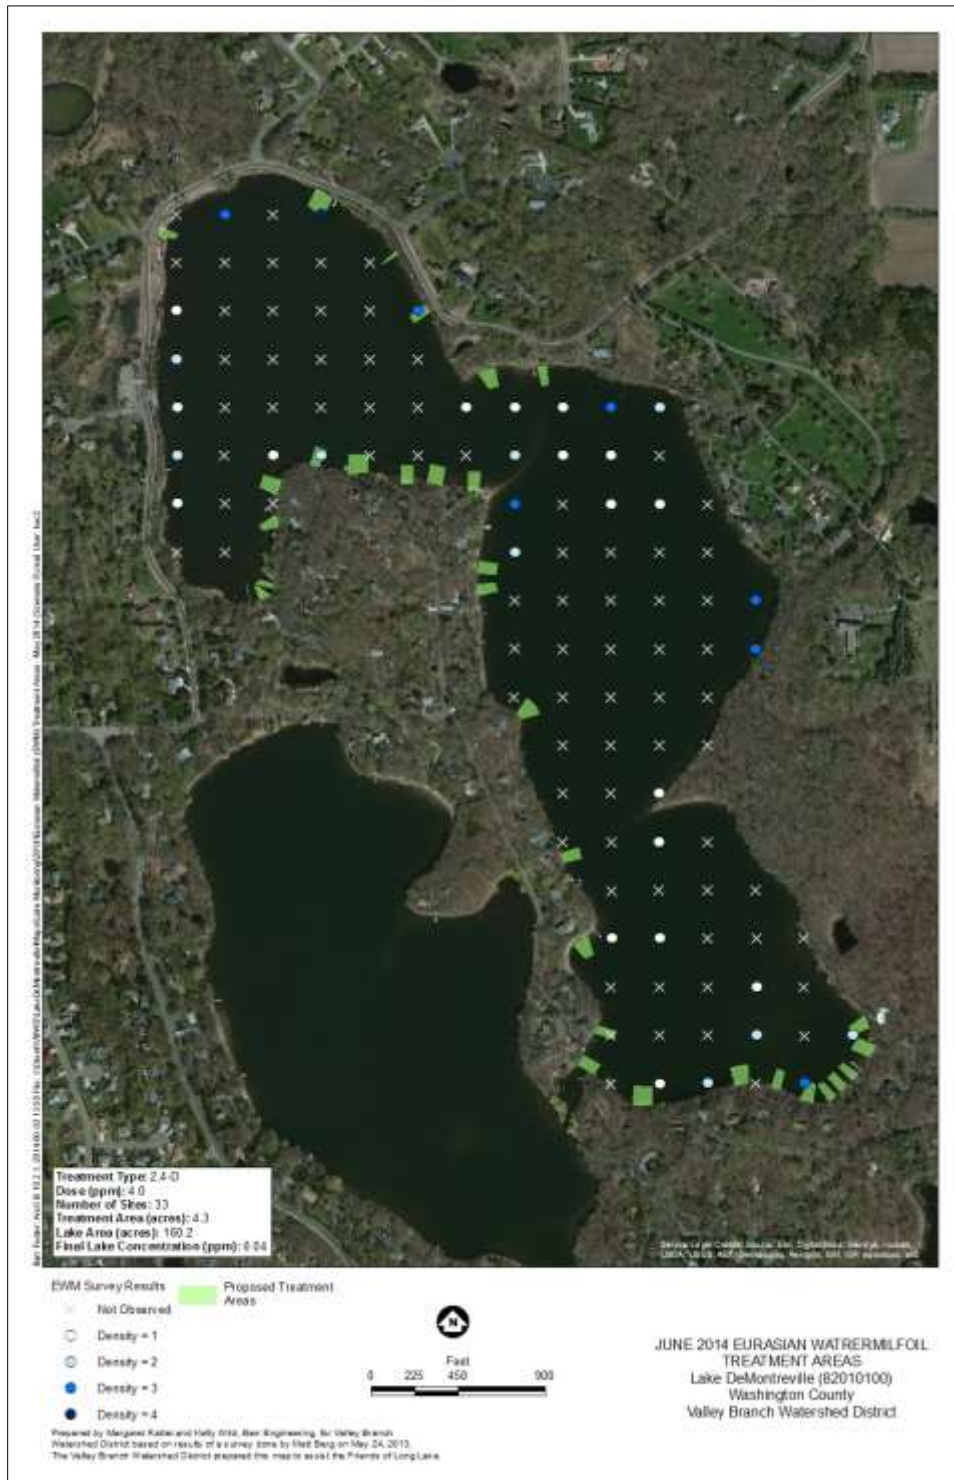 Treatment Type: 2,4-D
Dose (ppm): 4.0
Number of Sites: 33
Treatment Area (acres): 4.3
Lake Area (acres): 160.2
Final Lake Concentration (ppm): 0.04
EWM Survey Results
Not Observed
Density = 1
Density = 2
Density = 3
Density = 4
Proposed Treatment
Areas
N
Feet
0 225 450 900
JUNE 2014 EURASIAN WATRERMILFOIL
TREATMENT AREAS
Lake DeMontreville (82010100)
Washington County
Valley Branch Watershed District
Prepared by Margaret Rattei and Kelly Wild, Barr Engineering, for Valley Branch
Watershed District based on results of a survey done by Matt Berg on May 24, 2013.
The Valley Branch Watershed District prepared this map to assist the Friends of Long Lake.